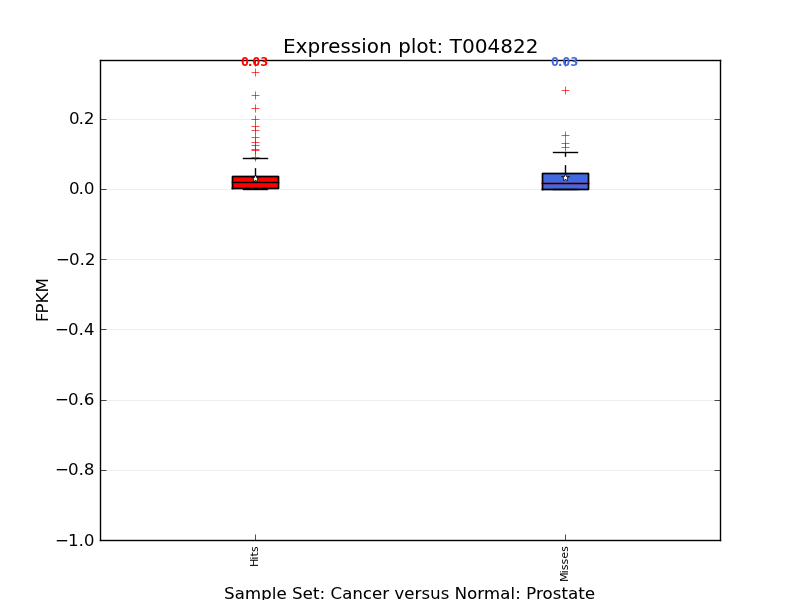 Expression plot: T004822
0.03 0.03
0.2
0.0
−0.2
−0.4
−0.6
−0.8
−1.0
FPKM
Hits Misses
Sample Set: Cancer versus Normal: Prostate